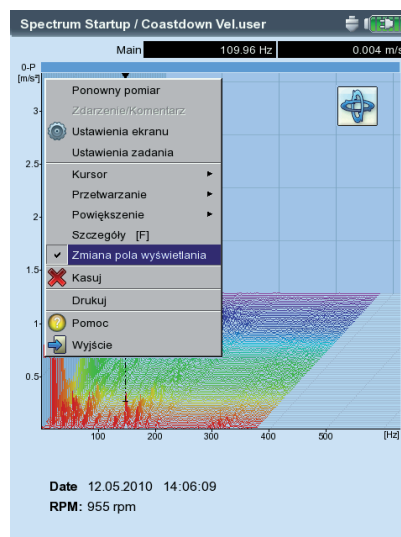 Spectrum Startup / Coastdown Vel.user
Main 109.96 Hz 0.004 m/s
0-P
[m/s²]
Ponowny pomiar
Zdarzenie/Komentarz
3
Ustawienia ekranu
Ustawienia zadania
2.5
Kursor
Przetwarzanie
2
Powiększenie
Szczegóły [F]
Zmiana pola wyświetlania
1.5
Kasuj
Drukuj
1
Pomoc
Wyjście
0.5
100 200 300 400 500 [Hz]
Date 12.05.2010 14:06:09
RPM: 955 rpm